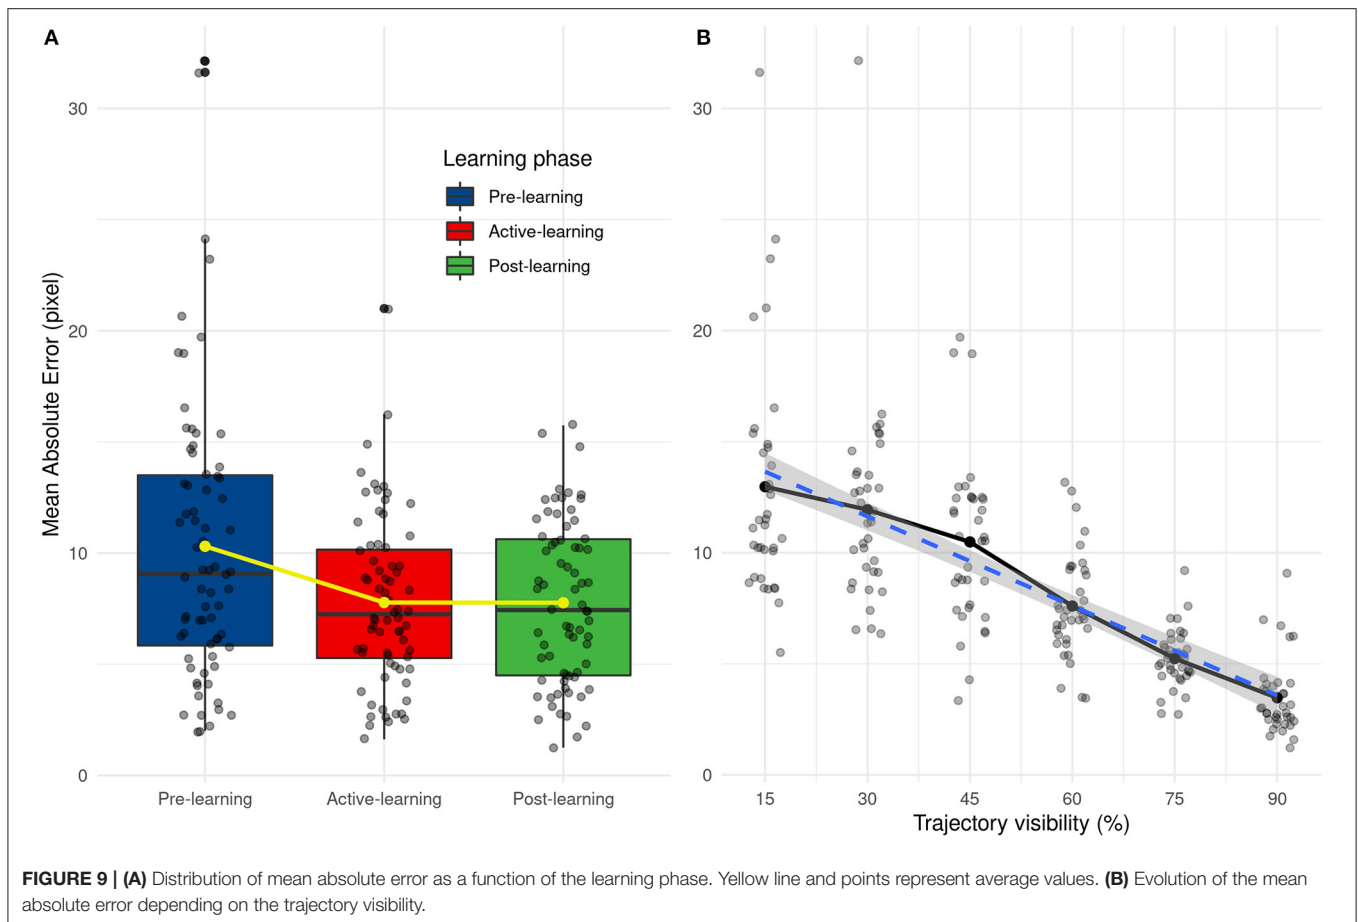 A
B
30
20
10
0
Mean Absolute Error (pixel)
Learning phase
Pre-learning
Active-learning
Post-learning
Pre-learning
Active-learning
Post-learning
30
20
10
0
15
30
45
60
75
90
Trajectory visibility (%)
FIGURE 9 | (A) Distribution of mean absolute error as a function of the learning phase. Yellow line and points represent average values. (B) Evolution of the mean
absolute error depending on the trajectory visibility.